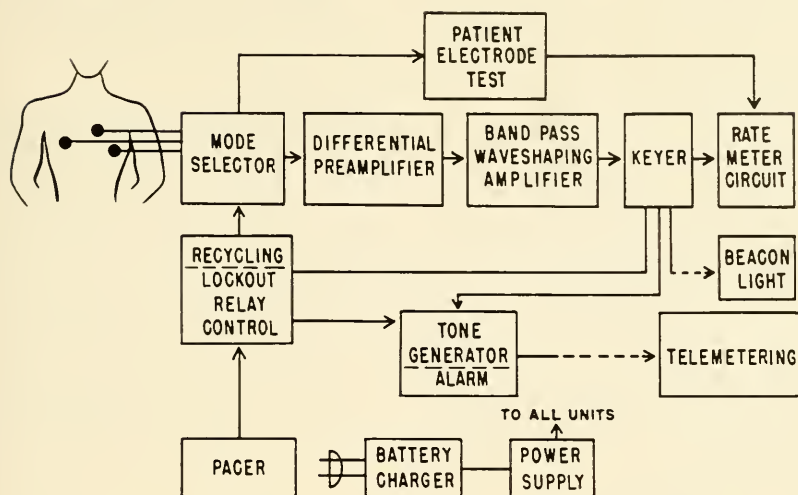 PATIENT
ELECTRODE
TEST
MODE
SELECTOR
DIFFERENTIAL
PREAMPLIFIER
BAND PASS
WAVESHAPING
AMPLIFIER
KEYER
RATE
METER
CIRCUIT
RECYCLING
LOCKOUT
RELAY
CONTROL
BEACON
LIGHT
TONE
GENERATOR
ALARM
TELEMETERING
TO ALL UNITS
PACER
BATTERY
CHARGER
POWER
SUPPLY